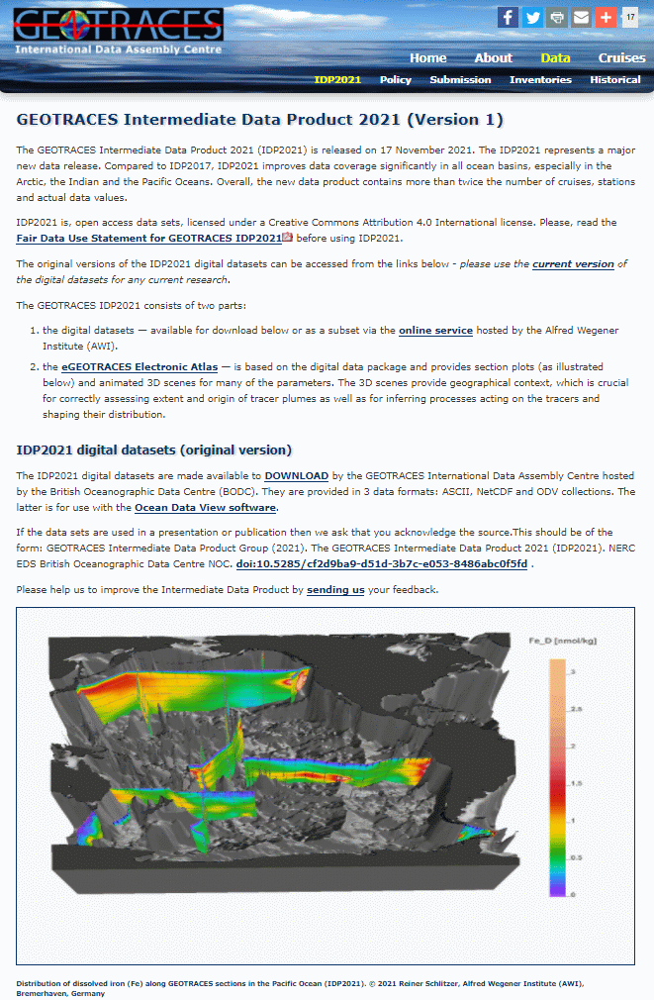 GEOTRACES
International Data Assembly Centre
17
Home About Data Cruises
IDP2021 Policy Submission Inventories Historical
GEOTRACES Intermediate Data Product 2021 (Version 1)
The GEOTRACES Intermediate Data Product 2021 (IDP2021) is released on 17 November 2021. The IDP2021 represents a major
new data release. Compared to IDP2017, IDP2021 improves data coverage significantly in all ocean basins, especially in the
Arctic, the Indian and the Pacific Oceans. Overall, the new data product contains more than twice the number of cruises, stations
and actual data values.
IDP2021 is, open access data sets, licensed under a Creative Commons Attribution 4.0 International license. Please, read the
Fair Data Use Statement for GEOTRACES IDP2021 before using IDP2021.
The original versions of the IDP2021 digital datasets can be accessed from the links below - please use the current version of
the digital datasets for any current research.
The GEOTRACES IDP2021 consists of two parts:
1. the digital datasets — available for download below or as a subset via the online service hosted by the Alfred Wegener
Institute (AWI).
2. the eGEOTRACES Electronic Atlas — is based on the digital data package and provides section plots (as illustrated
below) and animated 3D scenes for many of the parameters. The 3D scenes provide geographical context, which is crucial
for correctly assessing extent and origin of tracer plumes as well as for inferring processes acting on the tracers and
shaping their distribution.
IDP2021 digital datasets (original version)
The IDP2021 digital datasets are made available to DOWNLOAD by the GEOTRACES International Data Assembly Centre hosted
by the British Oceanographic Data Centre (BODC). They are provided in 3 data formats: ASCII, NetCDF and ODV collections. The
latter is for use with the Ocean Data View software.
If the data sets are used in a presentation or publication then we ask that you acknowledge the source.This should be of the
form: GEOTRACES Intermediate Data Product Group (2021). The GEOTRACES Intermediate Data Product 2021 (IDP2021). NERC
EDS British Oceanographic Data Centre NOC. doi:10.5285/cf2d9ba9-d51d-3b7c-e053-8486abc0f5fd .
Please help us to improve the Intermediate Data Product by sending us your feedback.
Fe_D [nmol/kg]
3
2.5
2
1.5
1
0.5
0
Distribution of dissolved iron (Fe) along GEOTRACES sections in the Pacific Ocean (IDP2021). © 2021 Reiner Schlitzer, Alfred Wegener Institute (AWI),
Bremerhaven, Germany